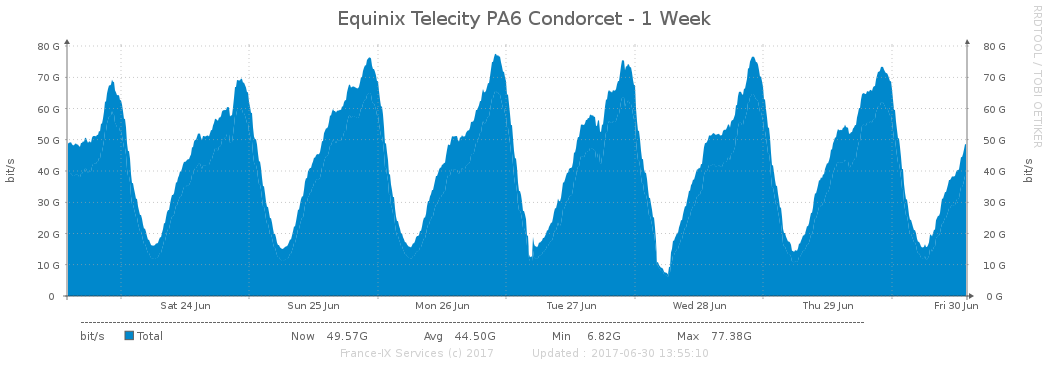 Equinix Telecity PA6 Condorcet - 1 Week
RRDTOOL / TOBI OETIKER
80 G 80 G
70 G 70 G
60 G 60 G
50 G 50 G
40 G 40 G
30 G 30 G
20 G 20 G
10 G 10 G
0 0 G
bit/s
bit/s
Sat 24 Jun Sun 25 Jun Mon 26 Jun Tue 27 Jun Wed 28 Jun Thu 29 Jun Fri 30 Jun
bit/s Total Now 49.57G Avg 44.50G Min 6.82G Max 77.38G
France-IX Services (c) 2017 Updated : 2017-06-30 13:55:10